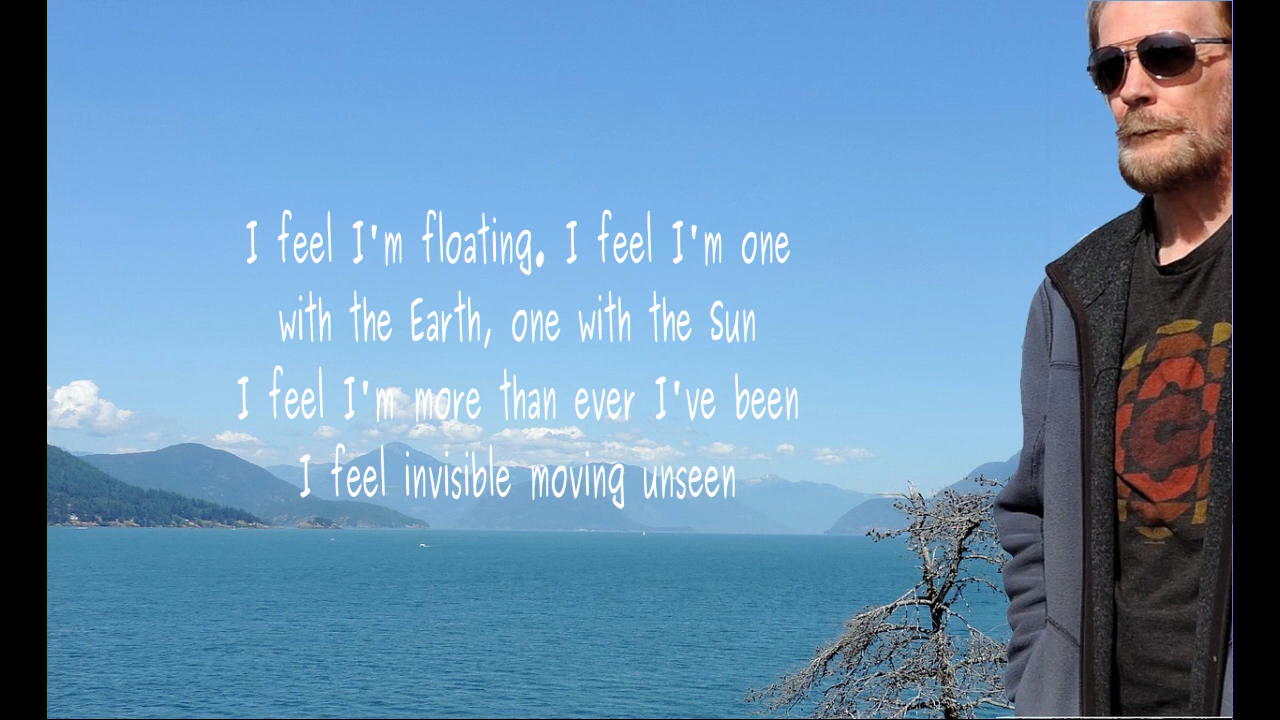 I feel I'm floating. I feel I'm one
with the Earth, one with the Sun
I feel I'm more than ever I've been
I feel invisible moving unseen